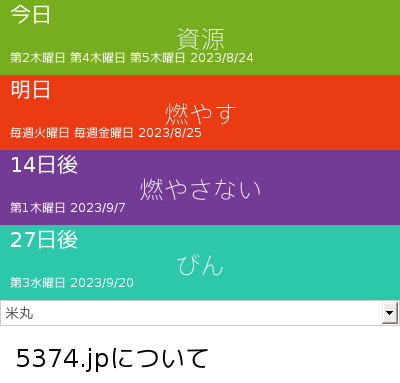 今日
資源
第2木曜日 第4木曜日 第5木曜日 2023/8/24
明日
燃やす
毎週火曜日 毎週金曜日 2023/8/25
14日後
燃やさない
第1木曜日 2023/9/7
27日後
びん
第3水曜日 2023/9/20
米丸
5374.jpについて